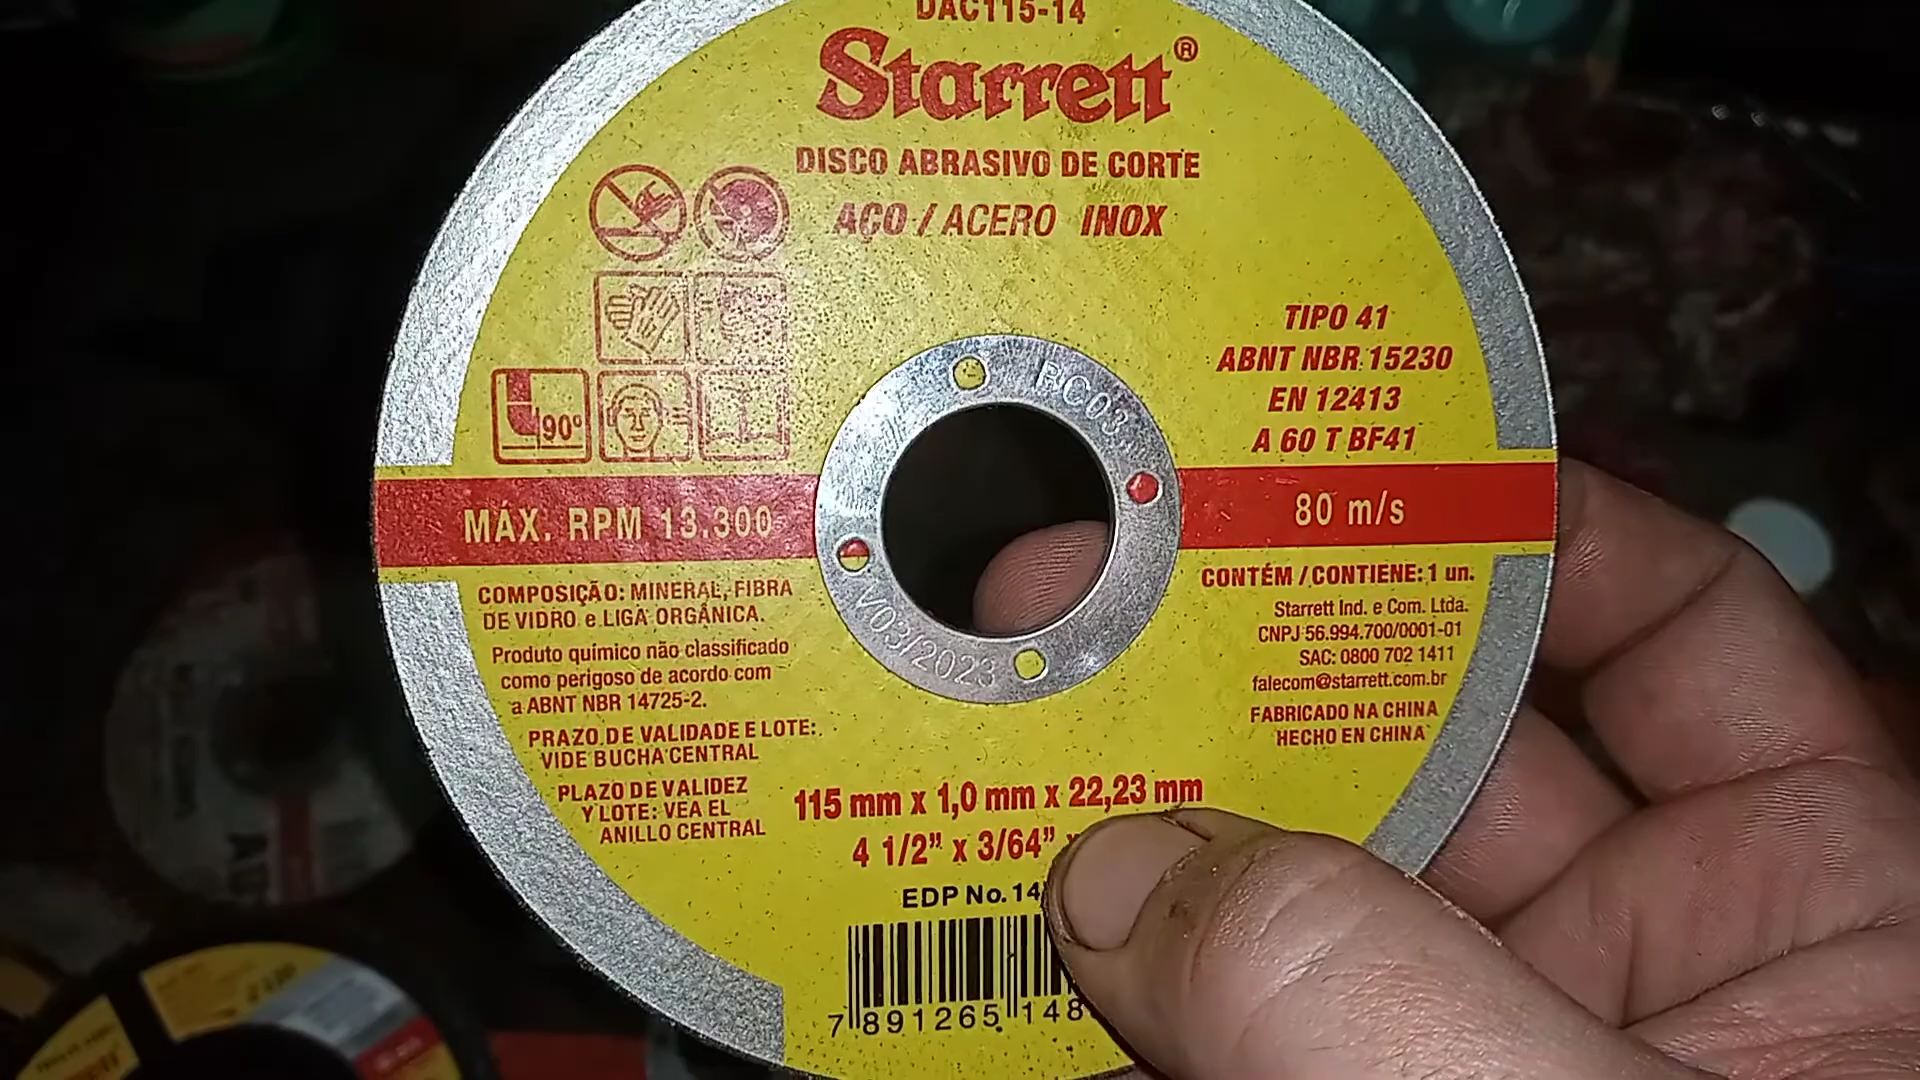 DAC115-14
Starrett®
DISCO ABRASIVO DE CORTE
AÇO / ACERO INOX
90º
TIPO 41
ABNT NBR 15230
EN 12413
A 60 T BF41
MÁX. RPM 13.300
80 m/s
BC03
V03/2023
COMPOSIÇÃO: MINERAL, FIBRA
DE VIDRO e LIGA ORGÂNICA.
Produto químico não classificado
como perigoso de acordo com
a ABNT NBR 14725-2.
PRAZO DE VALIDADE E LOTE:
VIDE BUCHA CENTRAL
PLAZO DE VALIDEZ
Y LOTE: VEA EL
ANILLO CENTRAL
CONTÉM / CONTIENE: 1 un.
Starrett Ind. e Com. Ltda.
CNPJ 56.994.700/0001-01
SAC: 0800 702 1411
falecom@starrett.com.br
FABRICADO NA CHINA
HECHO EN CHINA
115 mm x 1,0 mm x 22,23 mm
4 1/2” x 3/64” x
EDP No. 14
7 891265 148